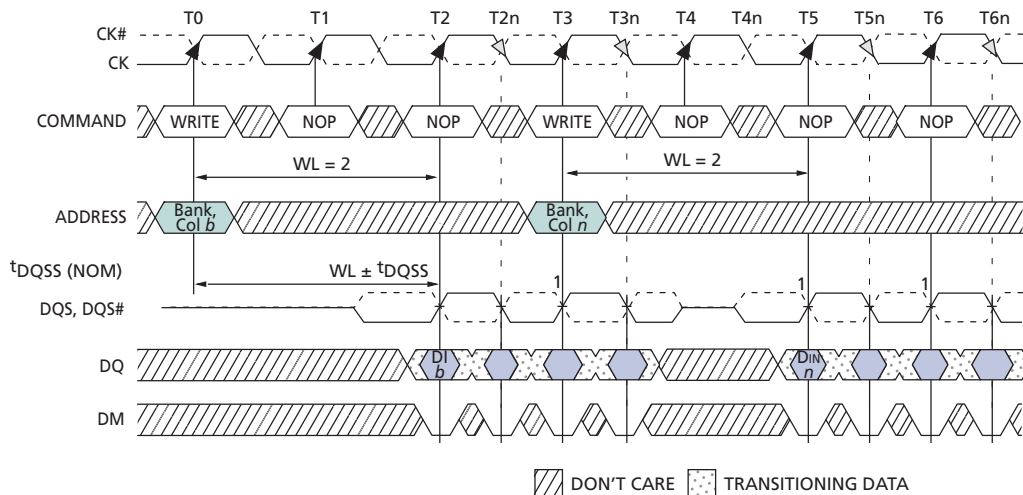 T0 T1 T2 T2n T3 T3n T4 T4n T5 T5n T6 T6n
CK#
CK
COMMAND WRITE NOP NOP WRITE NOP NOP NOP
WL = 2 WL = 2
ADDRESS Bank, Col b Bank, Col n
tDQSS (NOM) WL ± tDQSS
1 1 1
DQS, DQS#
DQ DI b DIN n
DM
DON'T CARE TRANSITIONING DATA